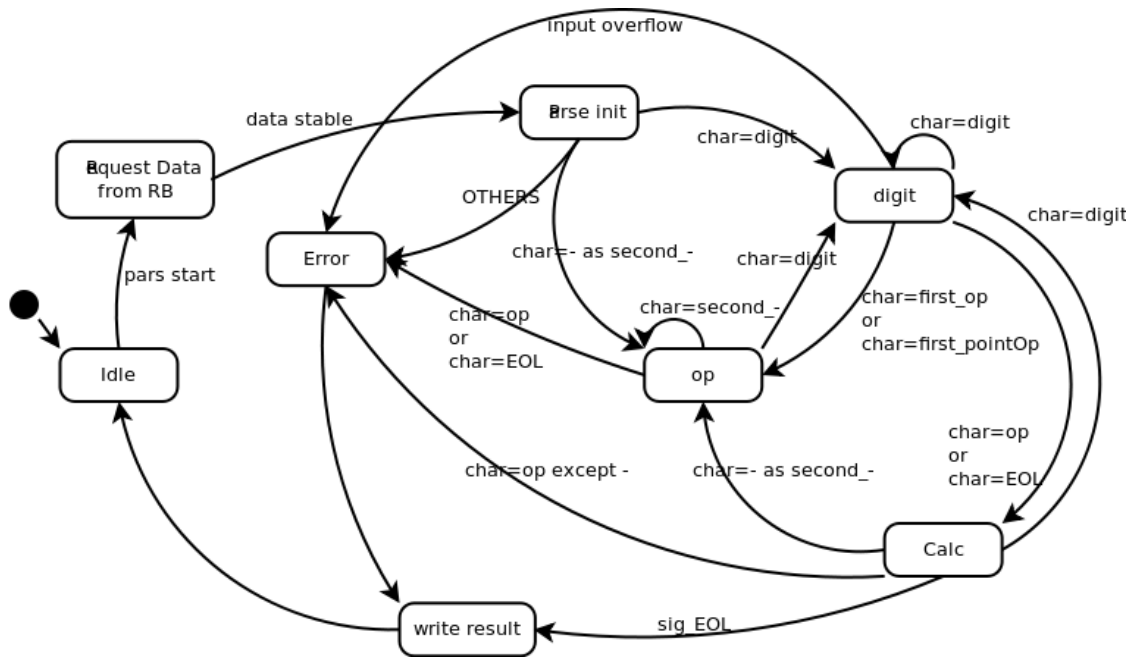 input overflow
data stable
Parse init
char=digit
char=digit
Request Data
from RB
OTHERS
digit
char=digit
Error
char=- as second_-
char=digit
pars start
char=second_-
char=first_op
or
char=first_pointOp
char=op
or
char=EOL
Idle
op
char=op
or
char=EOL
char=op except -
char=- as second_-
Calc
write result
sig_EOL